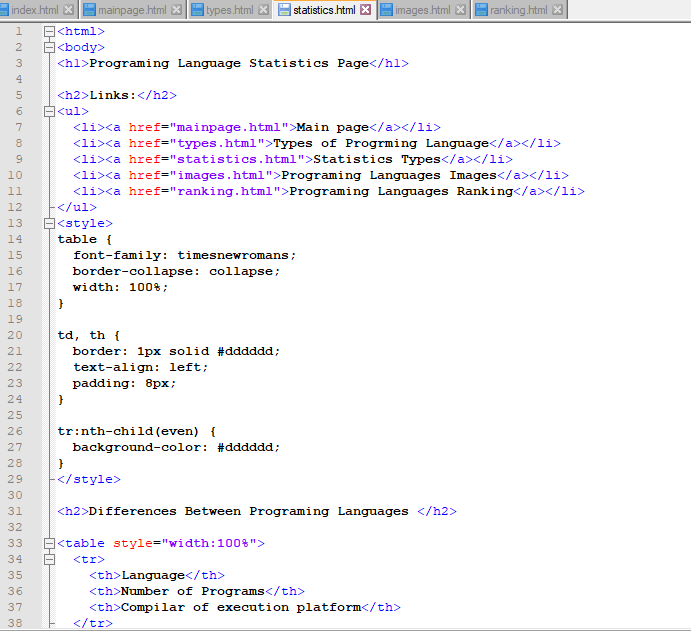 index.html mainpage.html types.html statistics.html images.html ranking.html
1 <html>
2 <body>
3 <h1>Programing Language Statistics Page</h1>
4
5 <h2>Links:</h2>
6 <ul>
7 <li><a href="mainpage.html">Main page</a></li>
8 <li><a href="types.html">Types of Progrming Language</a></li>
9 <li><a href="statistics.html">Statistics Types</a></li>
10 <li><a href="images.html">Programing Languages Images</a></li>
11 <li><a href="ranking.html">Programing Languages Ranking</a></li>
12 </ul>
13 <style>
14 table {
15 font-family: timesnewromans;
16 border-collapse: collapse;
17 width: 100%;
18 }
19
20 td, th {
21 border: 1px solid #dddddd;
22 text-align: left;
23 padding: 8px;
24 }
25
26 tr:nth-child(even) {
27 background-color: #dddddd;
28 }
29 </style>
30
31 <h2>Differences Between Programing Languages </h2>
32
33 <table style="width:100%">
34 <tr>
35 <th>Language</th>
36 <th>Number of Programs</th>
37 <th>Compilar of execution platform</th>
38 </tr>